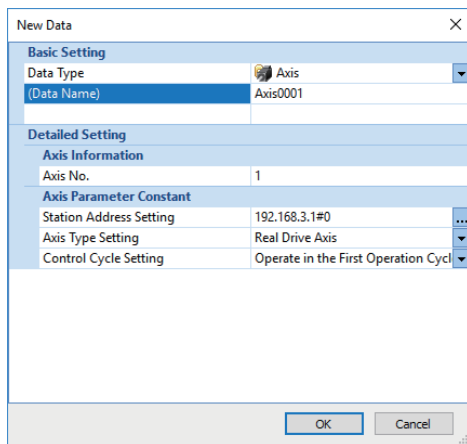 New Data
Basic Setting
Data Type Axis
(Data Name) Axis0001
Detailed Setting
Axis Information
Axis No. 1
Axis Parameter Constant
Station Address Setting 192.168.3.1#0 ...
Axis Type Setting Real Drive Axis
Control Cycle Setting Operate in the First Operation Cycl
OK Cancel